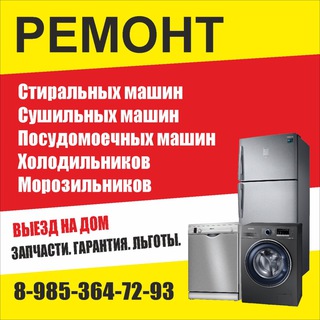 РЕМОНТ
Стиральных машин
Сушильных машин
Посудомоечных машин
Холодильников
Морозильников
ВЫЕЗД НА ДОМ
ЗАПЧАСТИ. ГАРАНТИЯ. ЛЬГОТЫ.
8-985-364-72-93